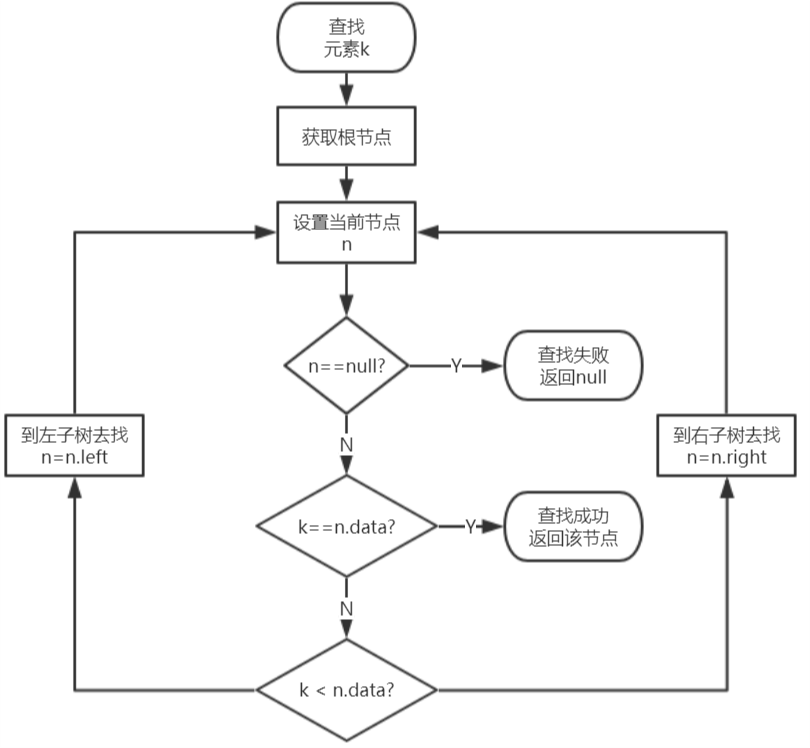 查找
元素k
获取根节点
设置当前节点
n
n==null?
Y
查找失败
返回null
到左子树去找
n=n.left
到右子树去找
n=n.right
N
k==n.data?
Y
查找成功
返回该节点
N
k < n.data?